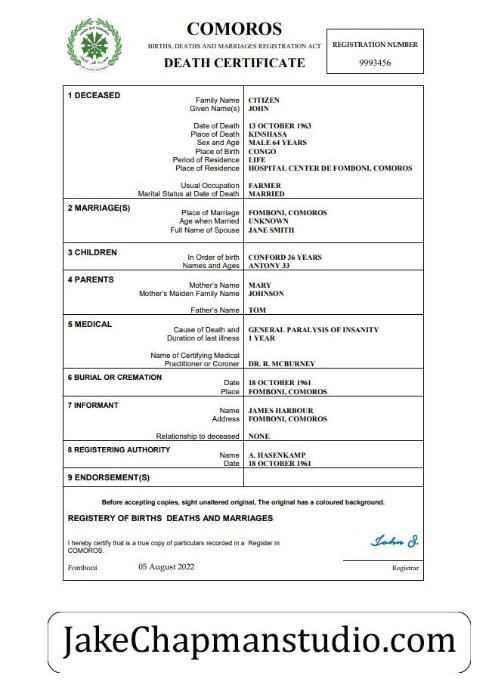 COMOROS
BIRTHS, DEATHS AND MARRIAGES REGISTRATION ACT
DEATH CERTIFICATE
REGISTRATION NUMBER
9993456
1 DECEASED
Family Name CITIZEN
Given Name(s) JOHN
Date of Death 13 OCTOBER 1963
Place of Death KINSHASA
Sex and Age MALE 64 YEARS
Place of Birth CONGO
Period of Residence LIFE
Place of Residence HOSPITAL CENTER DE FOMBONI, COMOROS
Usual Occupation FARMER
Marital Status at Date of Death MARRIED
2 MARRIAGE(S)
Place of Marriage FOMBONI, COMOROS
Age when Married UNKNOWN
Full Name of Spouse JANE SMITH
3 CHILDREN
In Order of birth CONFORD 36 YEARS
Names and Ages ANTONY 33
4 PARENTS
Mother's Name MARY
Mother's Maiden Family Name JOHNSON
Father's Name TOM
5 MEDICAL
Cause of Death and GENERAL PARALYSIS OF INSANITY
Duration of last illness 1 YEAR
Name of Certifying Medical
Practitioner or Coroner DR. R. MCBURNEY
6 BURIAL OR CREMATION
Date 18 OCTOBER 1961
Place FOMBONI, COMOROS
7 INFORMANT
Name JAMES HARBOUR
Address FOMBONI, COMOROS
Relationship to deceased NONE
8 REGISTERING AUTHORITY
Name A. HASENKAMP
Date 18 OCTOBER 1961
9 ENDORSEMENT(S)
Before accepting copies, sight unaltered original, The original has a coloured background.
REGISTERY OF BIRTHS DEATHS AND MARRIAGES
I hereby certify that is a true copy of particulars recorded in a Register in
COMOROS.
John J.
Fomboni 05 August 2022 Registrar
JakeChapmanstudio.com